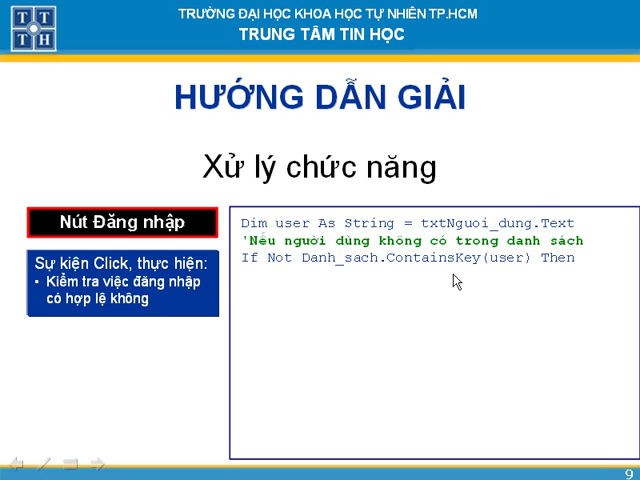 TRƯỜNG ĐẠI HỌC KHOA HỌC TỰ NHIÊN TP.HCM
TRUNG TÂM TIN HỌC
T T
T H
HƯỚNG DẪN GIẢI
Xử lý chức năng
Nút Đăng nhập
Sự kiện Click, thực hiện:
• Kiểm tra việc đăng nhập
có hợp lệ không
Dim user As String = txtNguoi_dung.Text
'Nếu người dùng không có trong danh sách
If Not Danh_sach.ContainsKey(user) Then
9